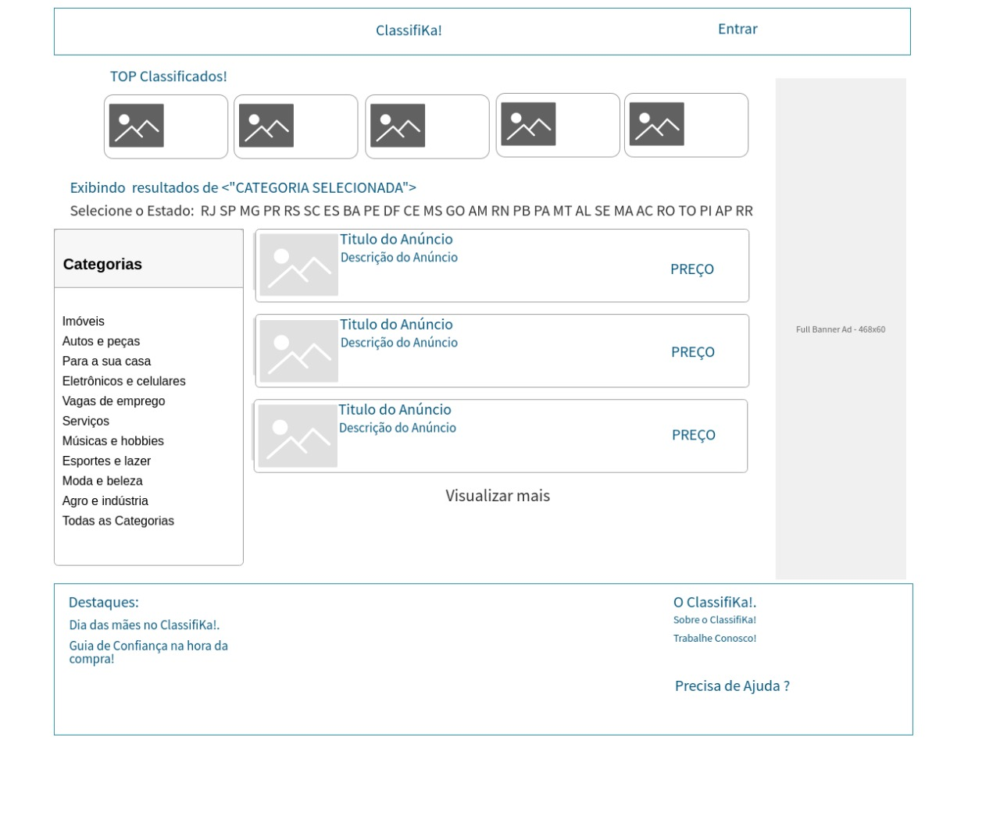 ClassifiKa!
Entrar
TOP Classificados!
Exibindo  resultados de <"CATEGORIA SELECIONADA">
Selecione o Estado:  RJ SP MG PR RS SC ES BA PE DF CE MS GO AM RN PB PA MT AL SE MA AC RO TO PI AP RR
Categorias
Imóveis
Autos e peças
Para a sua casa
Eletrônicos e celulares
Vagas de emprego
Serviços
Músicas e hobbies
Esportes e lazer
Moda e beleza
Agro e indústria
Todas as Categorias
Titulo do Anúncio
Descrição do Anúncio
PREÇO
Titulo do Anúncio
Descrição do Anúncio
PREÇO
Titulo do Anúncio
Descrição do Anúncio
PREÇO
Visualizar mais
Full Banner Ad - 468x60
Destaques:
Dia das mães no ClassifiKa!.
Guia de Confiança na hora da
compra!
O ClassifiKa!.
Sobre o ClassifiKa!
Trabalhe Conosco!
Precisa de Ajuda ?